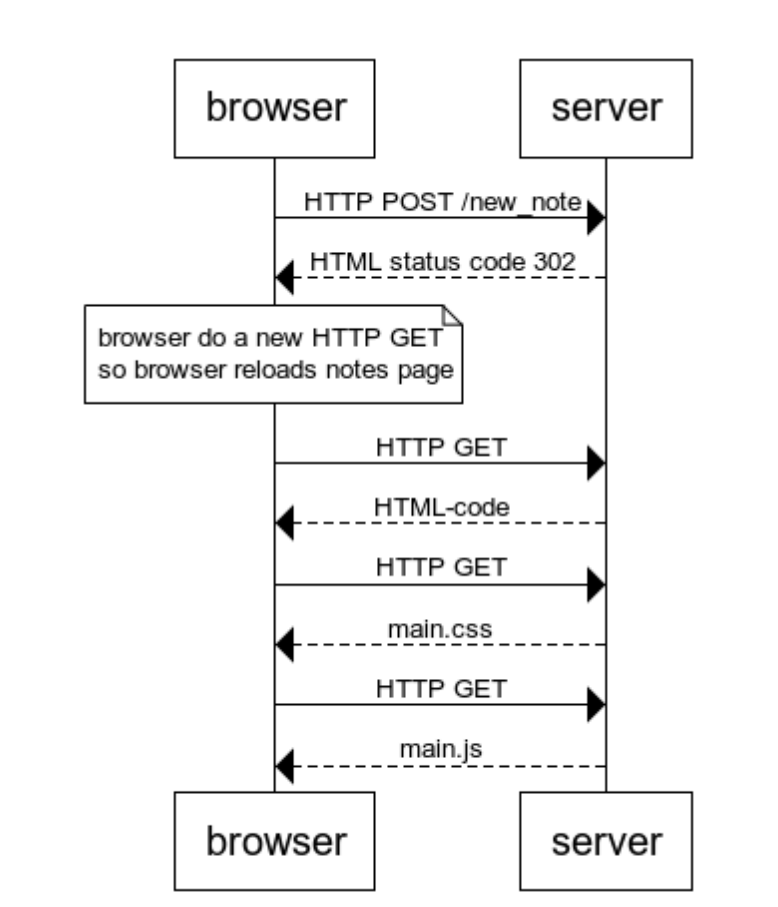 browser
server
HTTP POST /new_note
HTML status code 302
browser do a new HTTP GET
so browser reloads notes page
HTTP GET
HTML-code
HTTP GET
main.css
HTTP GET
main.js
browser
server